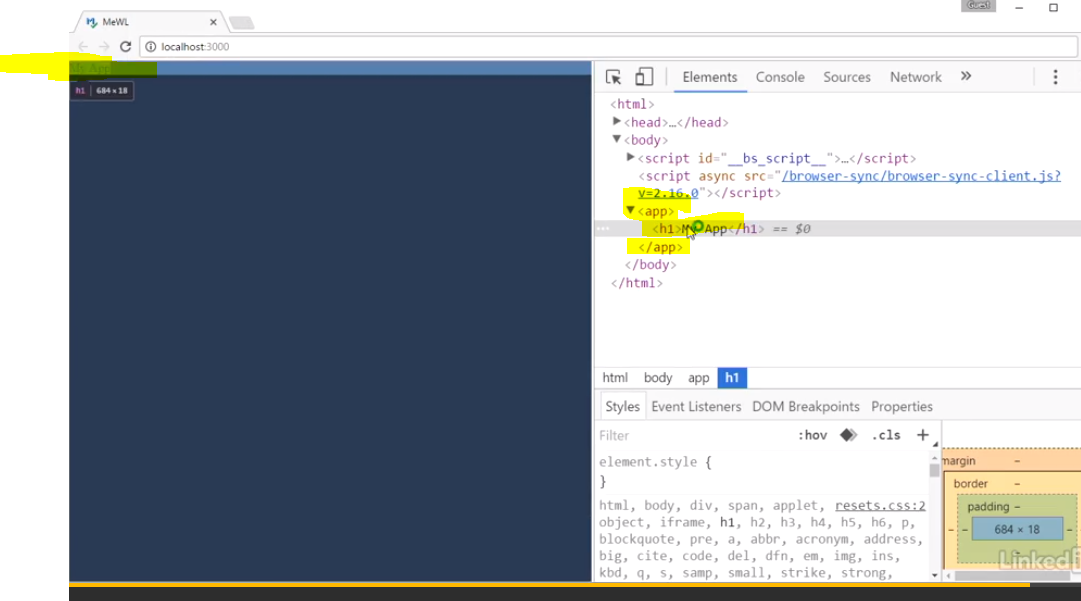 Guest
MeWL
localhost:3000
My App
h1 | 684 × 18
Elements Console Sources Network »
<html>
<head>…</head>
<body>
<script id="__bs_script__">…</script>
<script async src="/browser-sync/browser-sync-client.js?
v=2.16.0"></script>
<app>
<h1>My App</h1> == $0
</app>
</body>
</html>
html body app h1
Styles Event Listeners DOM Breakpoints Properties
Filter :hov .cls +
element.style {
}
html, body, div, span, applet, resets.css:2
object, iframe, h1, h2, h3, h4, h5, h6, p,
blockquote, pre, a, abbr, acronym, address,
big, cite, code, del, dfn, em, img, ins,
kbd, q, s, samp, small, strike, strong,
margin –
border –
padding –
– – 684 × 18 –
–
Linked